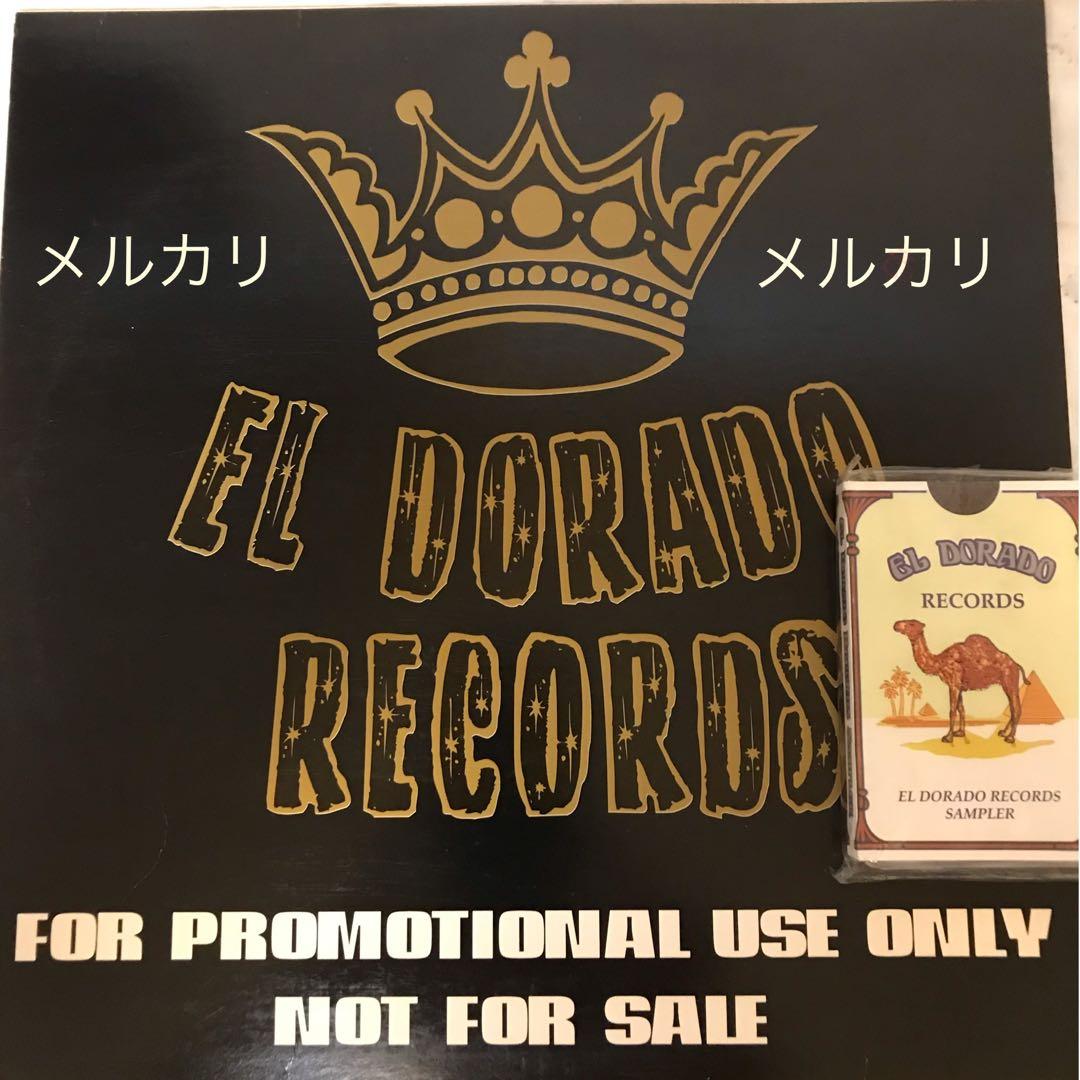 メルカリ
メルカリ
EL DORADO
RECORDS
EL DORADO
RECORDS
EL DORADO RECORDS
SAMPLER
FOR PROMOTIONAL USE ONLY
NOT FOR SALE